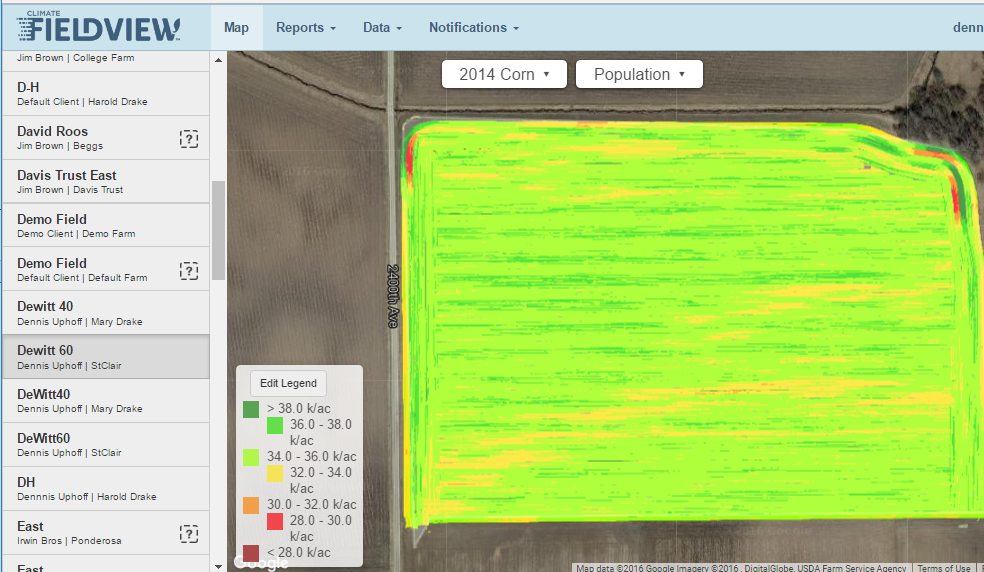 CLIMATE
FIELDVIEW
Map
Reports
Data
Notifications
denn
Jim Brown | College Farm
D-H
Default Client | Harold Drake
David Roos
Jim Brown | Beggs
?
Davis Trust East
Jim Brown | Davis Trust
Demo Field
Demo Client | Demo Farm
Demo Field
Default Client | Default Farm
?
Dewitt 40
Dennis Uphoff | Mary Drake
Dewitt 60
Dennis Uphoff | StClair
DeWitt40
Dennis Uphoff | Mary Drake
DeWitt60
Dennis Uphoff | StClair
DH
Dennnis Uphoff | Harold Drake
East
Irwin Bros | Ponderosa
?
East
2014 Corn
Population
2400th Ave
Edit Legend
> 38.0 k/ac
36.0 - 38.0
k/ac
34.0 - 36.0 k/ac
32.0 - 34.0
k/ac
30.0 - 32.0 k/ac
28.0 - 30.0
k/ac
< 28.0 k/ac
Google
Map data ©2016 Google Imagery ©2016 , DigitalGlobe, USDA Farm Service Agency
Terms of Use